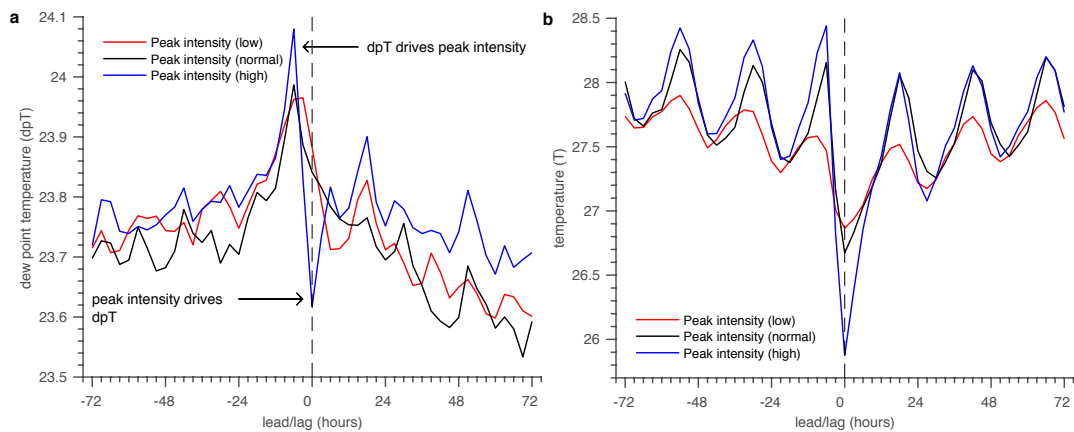 a
24.1
24
23.9
23.8
23.7
23.6
23.5
dew point temperature (dpT)
Peak intensity (low)
Peak intensity (normal)
Peak intensity (high)
dpT drives peak intensity
peak intensity drives
dpT
-72
-48
-24
0
24
48
72
lead/lag (hours)
b
28.5
28
27.5
27
26.5
26
temperature (T)
Peak intensity (low)
Peak intensity (normal)
Peak intensity (high)
-72
-48
-24
0
24
48
72
lead/lag (hours)